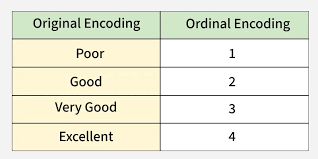 Original Encoding Ordinal Encoding
Poor 1
Good 2
Very Good 3
Excellent 4